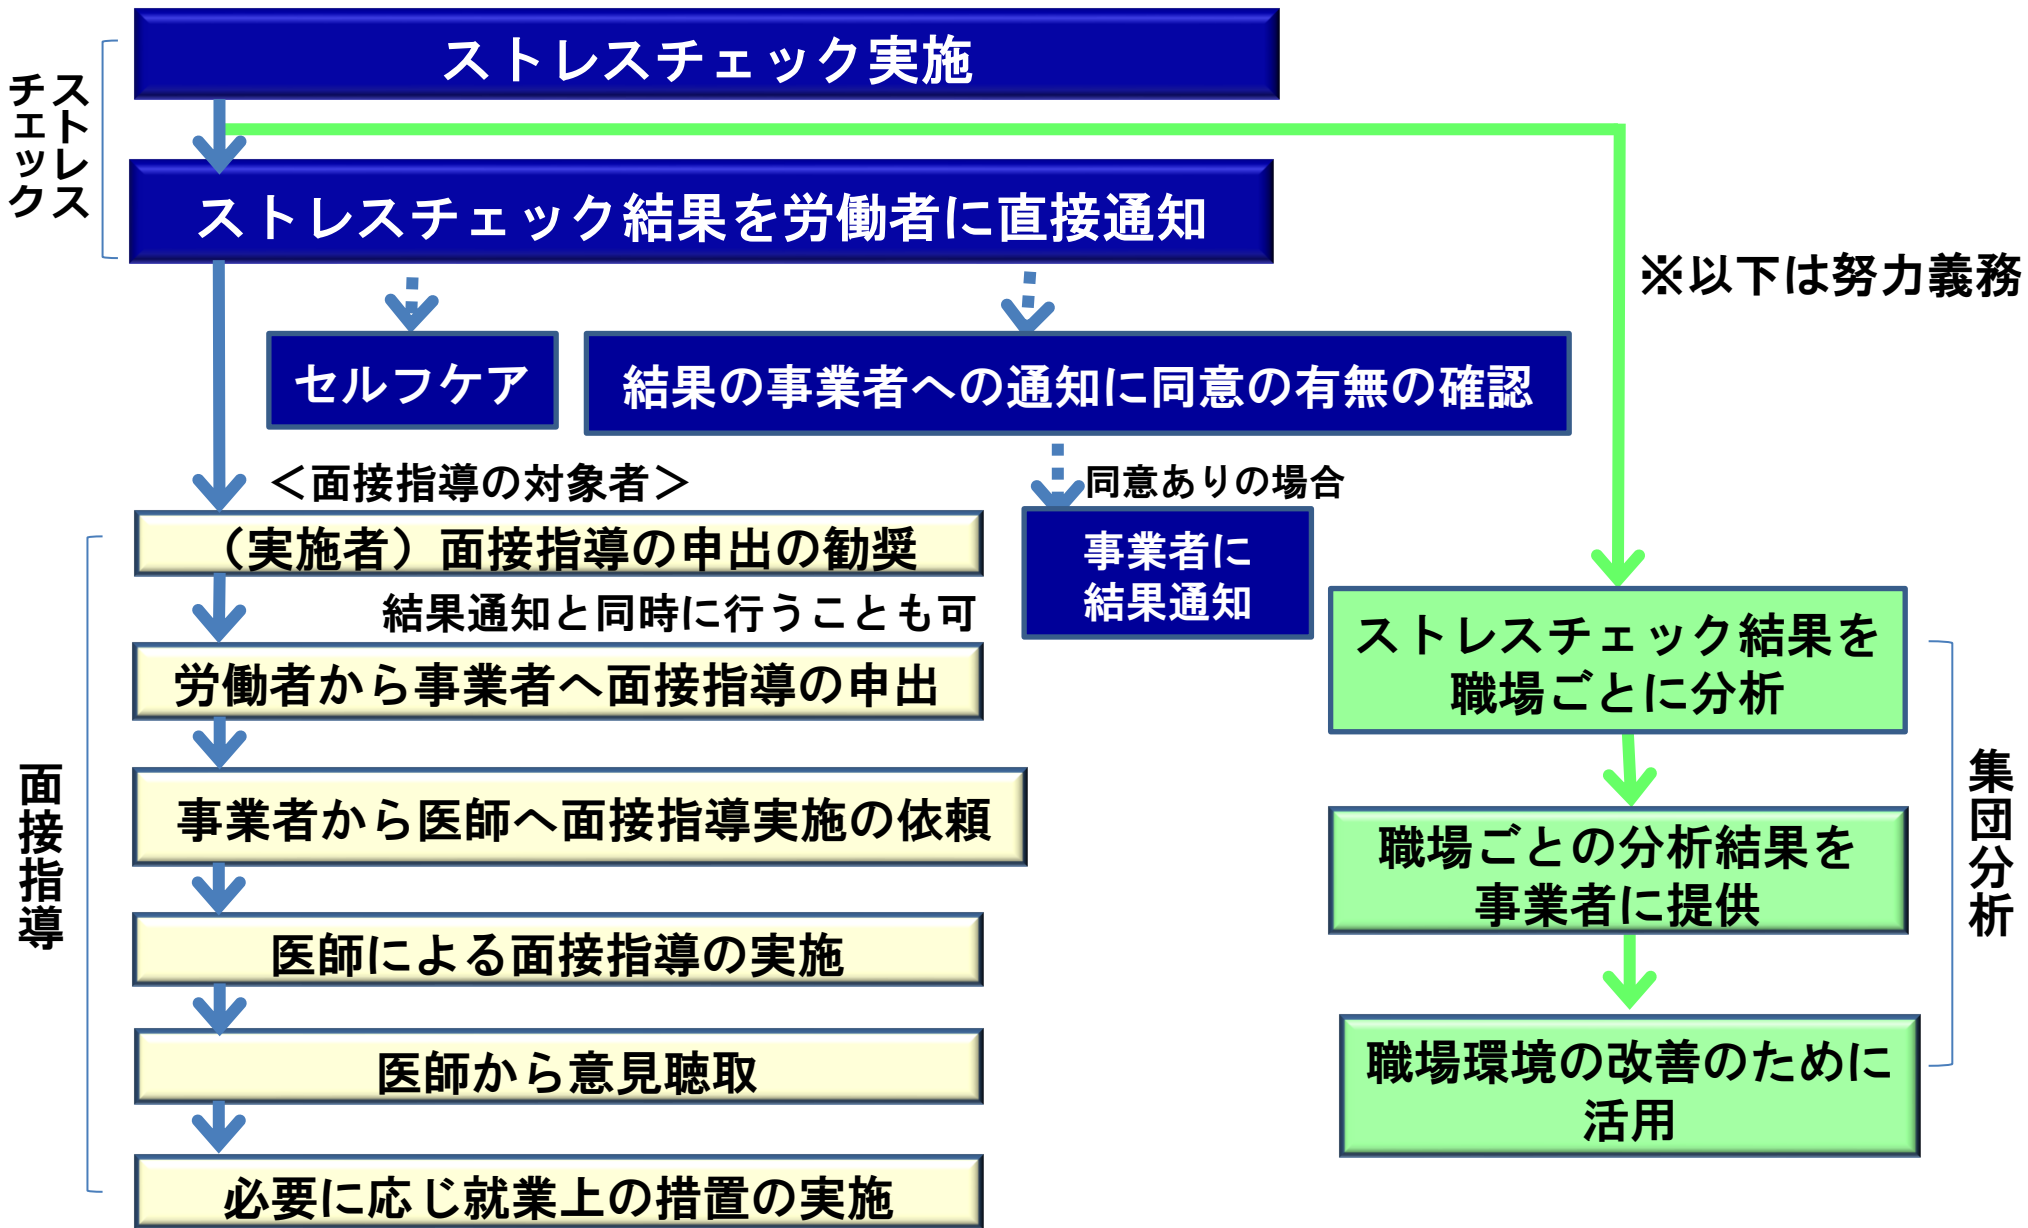 ストレス
チェック
ストレスチェック実施
ストレスチェック結果を労働者に直接通知
※以下は努力義務
セルフケア
結果の事業者への通知に同意の有無の確認
＜面接指導の対象者＞
同意ありの場合
事業者に
結果通知
面接指導
（実施者）面接指導の申出の勧奨
結果通知と同時に行うことも可
労働者から事業者へ面接指導の申出
事業者から医師へ面接指導実施の依頼
医師による面接指導の実施
医師から意見聴取
必要に応じ就業上の措置の実施
ストレスチェック結果を
職場ごとに分析
職場ごとの分析結果を
事業者に提供
職場環境の改善のために
活用
集団分析